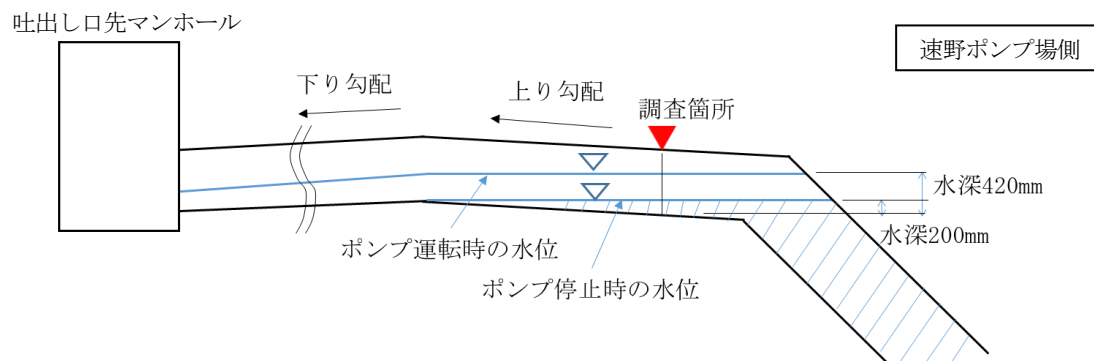 吐出し口先マンホール
速野ポンプ場側
下り勾配
上り勾配
調査箇所
水深420mm
水深200mm
ポンプ運転時の水位
ポンプ停止時の水位